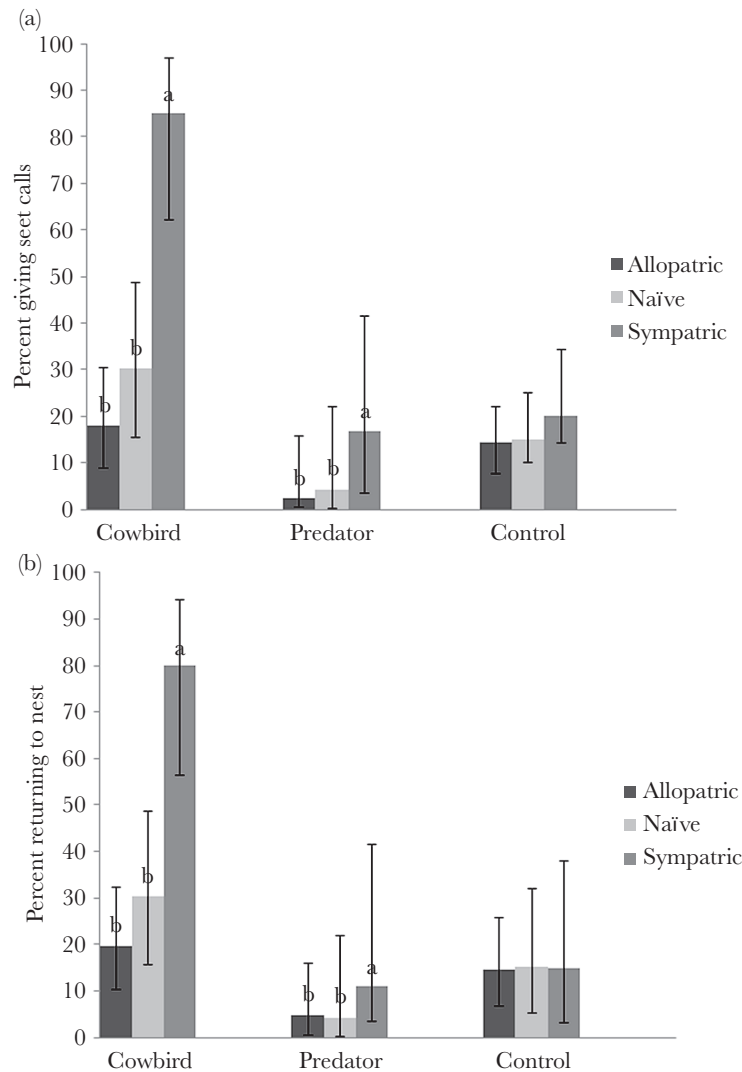 (a)
100
90
80
70
60
50
40
30
20
10
0
Percent giving seet calls
a
b
b
b
b
a
Allopatric
Naïve
Sympatric
Cowbird Predator Control
(b)
100
90
80
70
60
50
40
30
20
10
0
Percent returning to nest
a
b
b
b
b
a
Allopatric
Naïve
Sympatric
Cowbird Predator Control